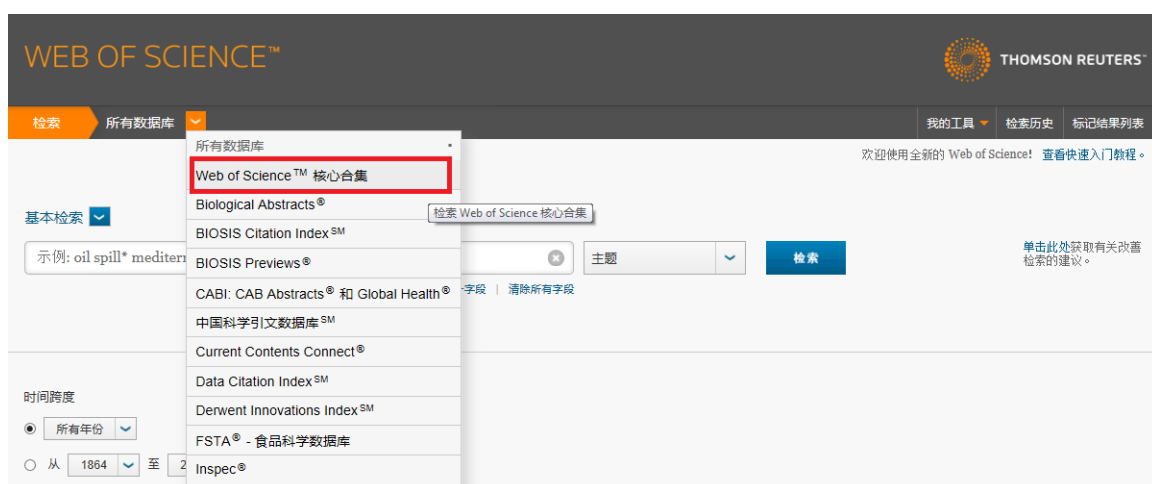 WEB OF SCIENCE™
THOMSON REUTERS™
检索 所有数据库
我的工具 检索历史 标记结果列表
欢迎使用全新的 Web of Science! 查看快速入门教程。
所有数据库
Web of Science™ 核心合集
Biological Abstracts®
检索 Web of Science 核心合集
BIOSIS Citation Index℠
BIOSIS Previews®
CABI: CAB Abstracts® 和 Global Health®
中国科学引文数据库℠
Current Contents Connect®
Data Citation Index℠
Derwent Innovations Index℠
FSTA® - 食品科学数据库
Inspec®
基本检索
示例: oil spill* mediterr
主题
检索
单击此处获取有关改善
检索的建议。
字段 | 清除所有字段
时间跨度
所有年份
从 1864 至 2